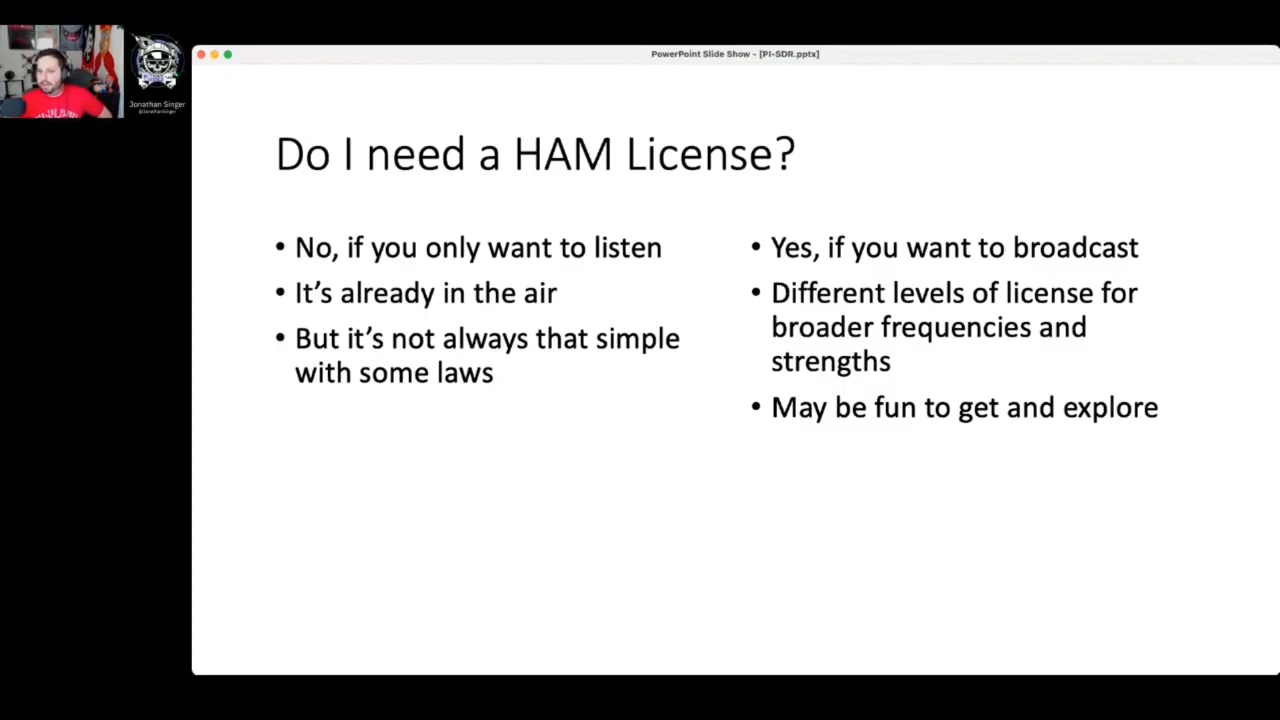 PowerPoint Slide Show - [PI-SDR.pptx]
Jonathan Singer
@JonathanSinger
Do I need a HAM License?
• No, if you only want to listen
• It's already in the air
• But it's not always that simple
with some laws
• Yes, if you want to broadcast
• Different levels of license for
broader frequencies and
strengths
• May be fun to get and explore